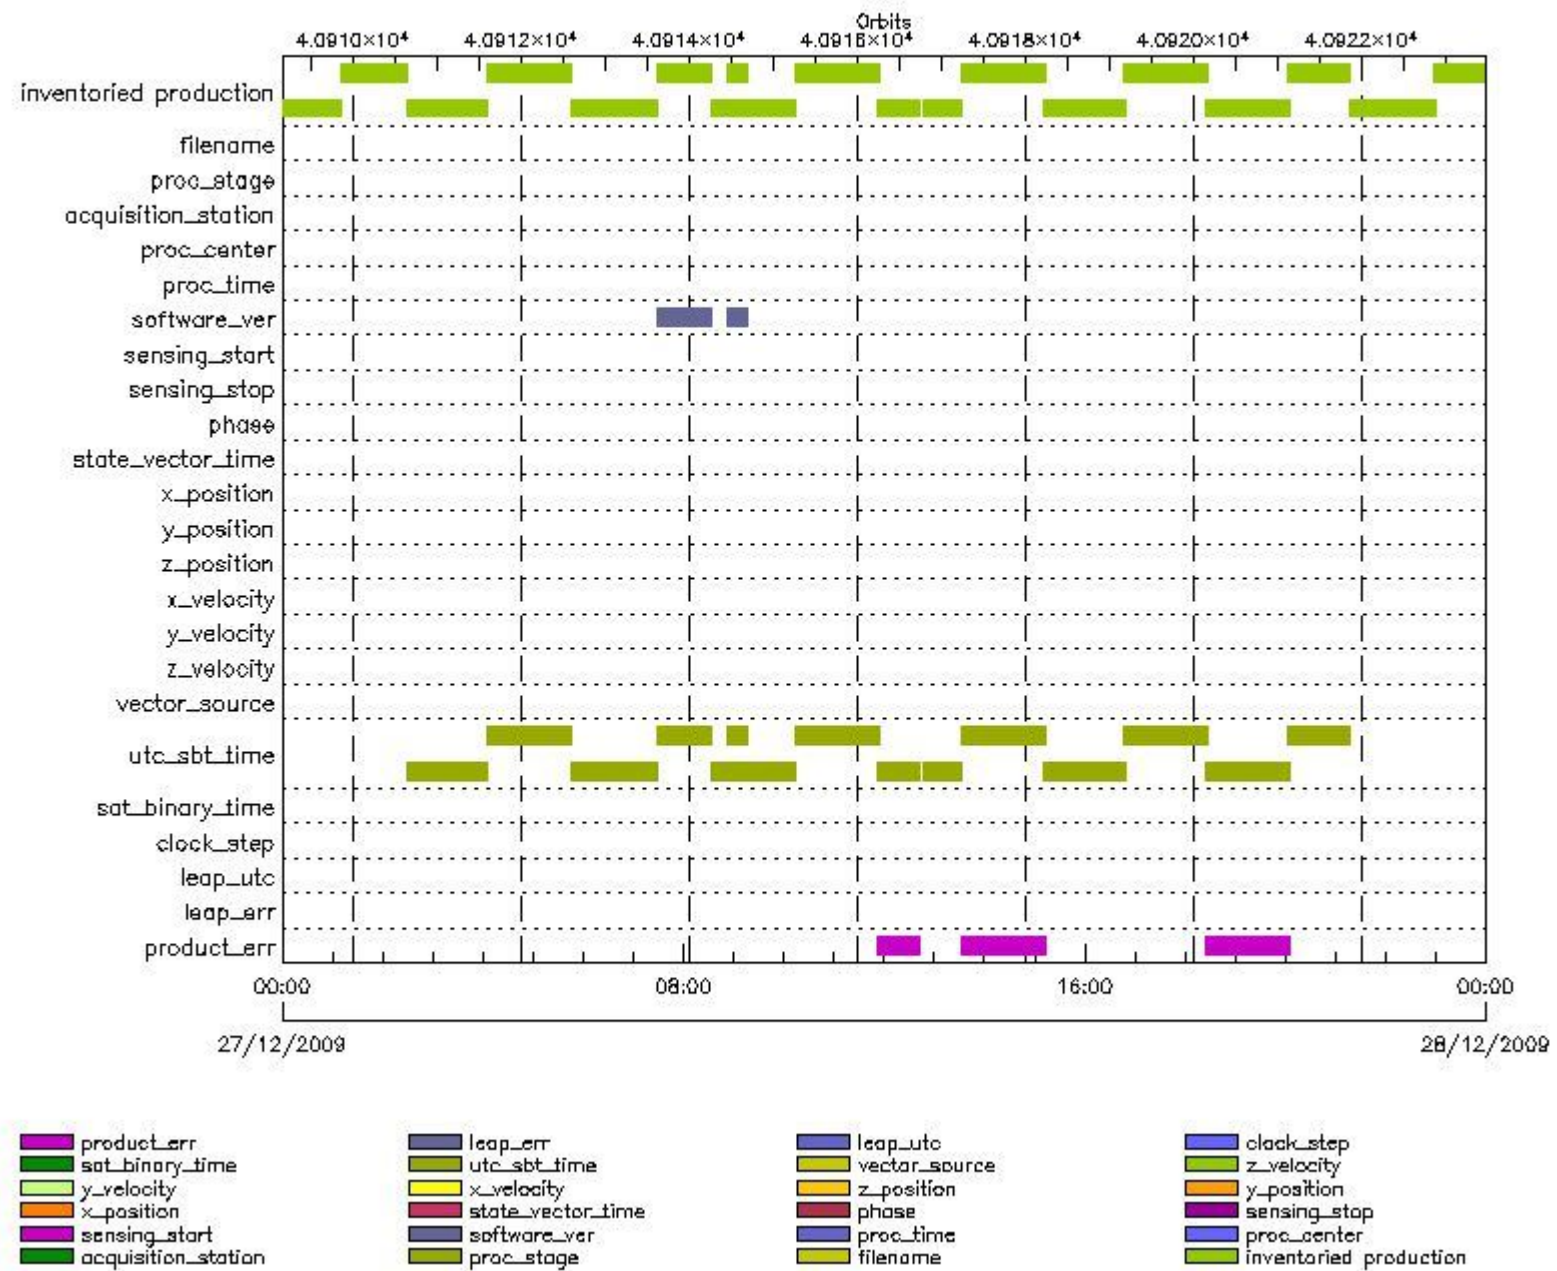 Orbits
4.0910×10⁴ 4.0912×10⁴ 4.0914×10⁴ 4.0916×10⁴ 4.0918×10⁴ 4.0920×10⁴ 4.0922×10⁴
inventoried production
filename
proc_stage
acquisition_station
proc_center
proc_time
software_ver
sensing_start
sensing_stop
phase
state_vector_time
x_position
y_position
z_position
x_velocity
y_velocity
z_velocity
vector_source
utc_sbt_time
sat_binary_time
clock_step
leap_utc
leap_err
product_err
00:00 08:00 16:00 00:00
27/12/2009 28/12/2009
product_err leap_err leap_utc clock_step
sat_binary_time utc_sbt_time vector_source z_velocity
y_velocity x_velocity z_position y_position
x_position state_vector_time phase sensing_stop
sensing_start software_ver proc_time proc_center
acquisition_station proc_stage filename inventoried production